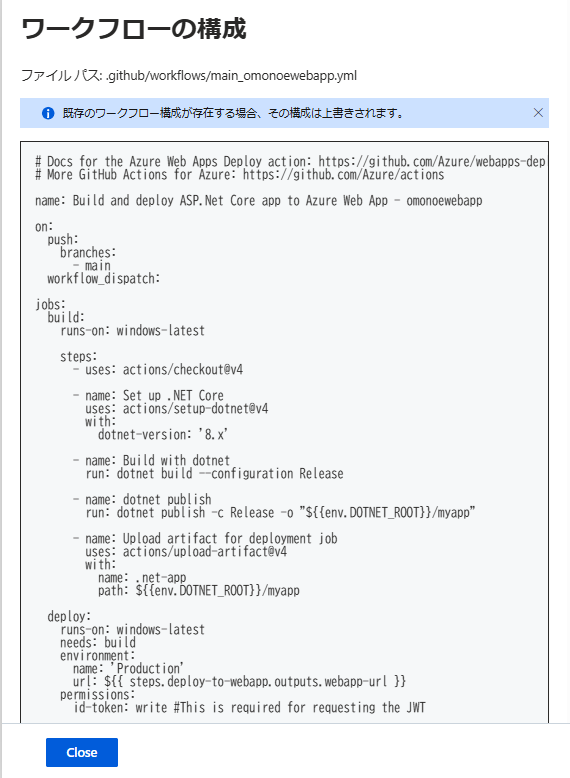 ワークフローの構成
ファイル パス: .github/workflows/main_omonoewebapp.yml
既存のワークフロー構成が存在する場合、その構成は上書きされます。
# Docs for the Azure Web Apps Deploy action: https://github.com/Azure/webapps-dep
# More GitHub Actions for Azure: https://github.com/Azure/actions
name: Build and deploy ASP.Net Core app to Azure Web App - omonoewebapp
on:
  push:
    branches:
      - main
  workflow_dispatch:
jobs:
  build:
    runs-on: windows-latest
    steps:
      - uses: actions/checkout@v4
      - name: Set up .NET Core
        uses: actions/setup-dotnet@v4
        with:
          dotnet-version: '8.x'
      - name: Build with dotnet
        run: dotnet build --configuration Release
      - name: dotnet publish
        run: dotnet publish -c Release -o "${{env.DOTNET_ROOT}}/myapp"
      - name: Upload artifact for deployment job
        uses: actions/upload-artifact@v4
        with:
          name: .net-app
          path: ${{env.DOTNET_ROOT}}/myapp
  deploy:
    runs-on: windows-latest
    needs: build
    environment:
      name: 'Production'
      url: ${{ steps.deploy-to-webapp.outputs.webapp-url }}
    permissions:
      id-token: write #This is required for requesting the JWT
Close